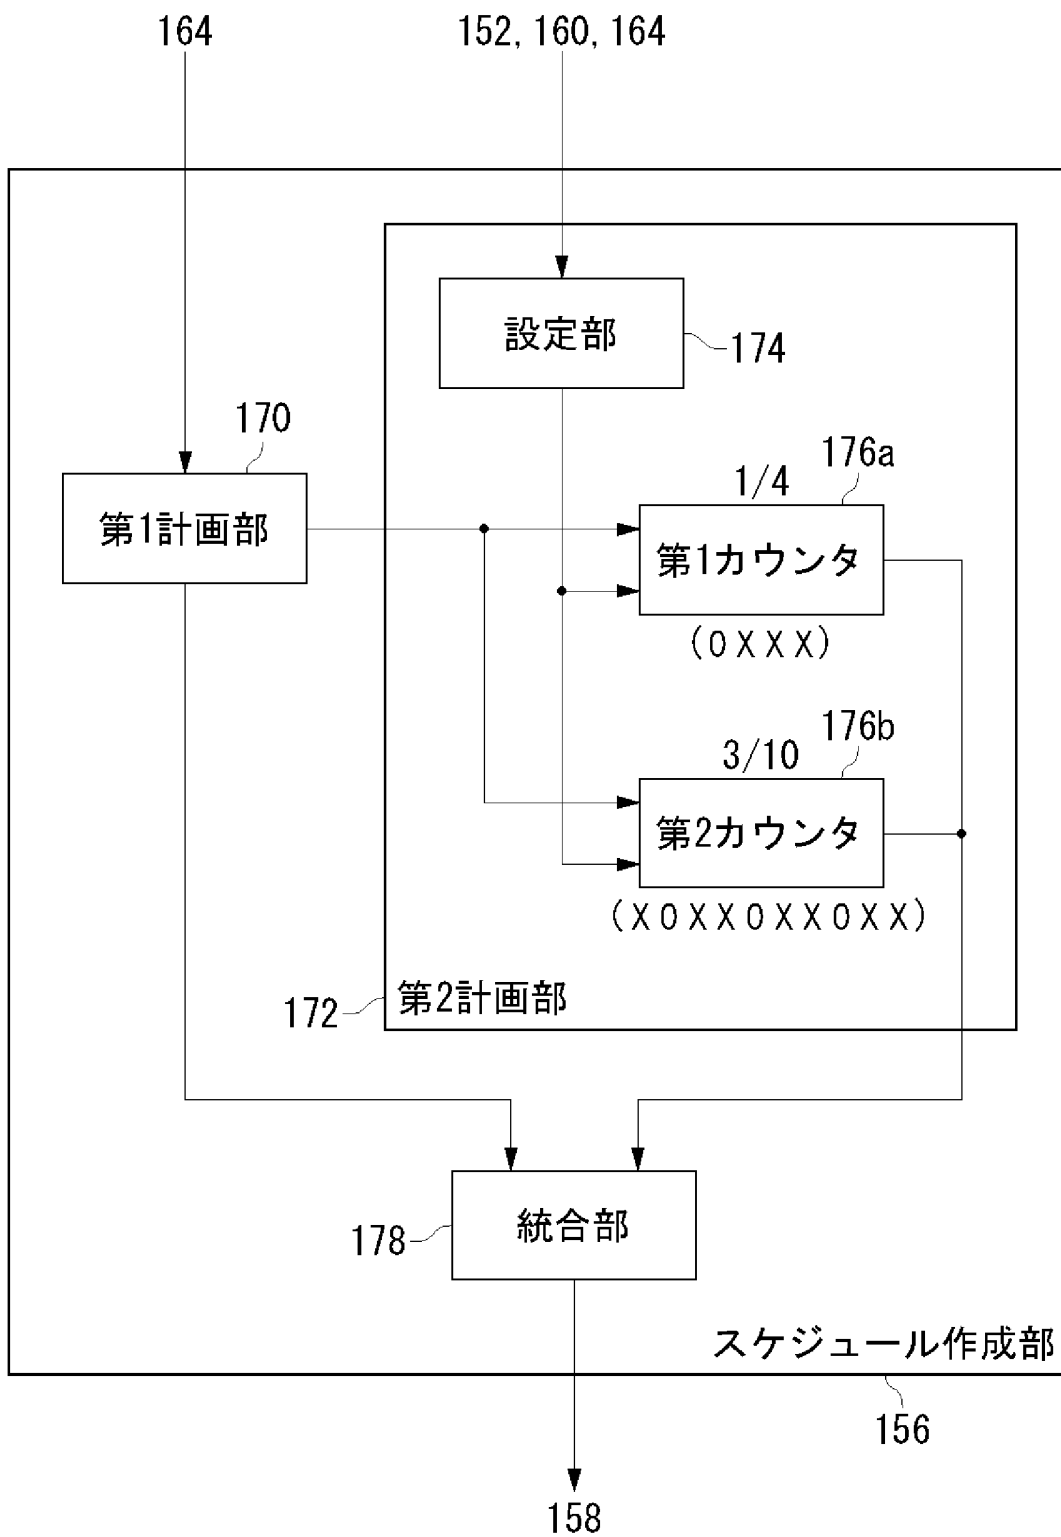 164
152, 160, 164
設定部
174
170
第1計画部
176a
1/4
第1カウンタ
(OXXX)
176b
3/10
第2カウンタ
(XOXXOXXOXX)
172
第2計画部
178
統合部
スケジュール作成部
156
158